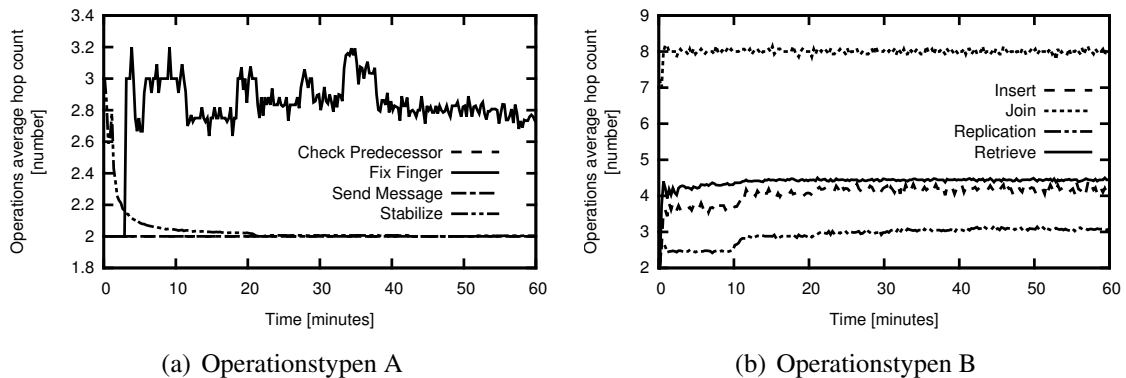 Operations average hop count
[number]
3.4
3.2
3
2.8
2.6
2.4
2.2
2
1.8
Check Predecessor
Fix Finger
Send Message
Stabilize
0 10 20 30 40 50 60
Time [minutes]
(a) Operationstypen A
Operations average hop count
[number]
9
8
7
6
5
4
3
2
Insert
Join
Replication
Retrieve
0 10 20 30 40 50 60
Time [minutes]
(b) Operationstypen B